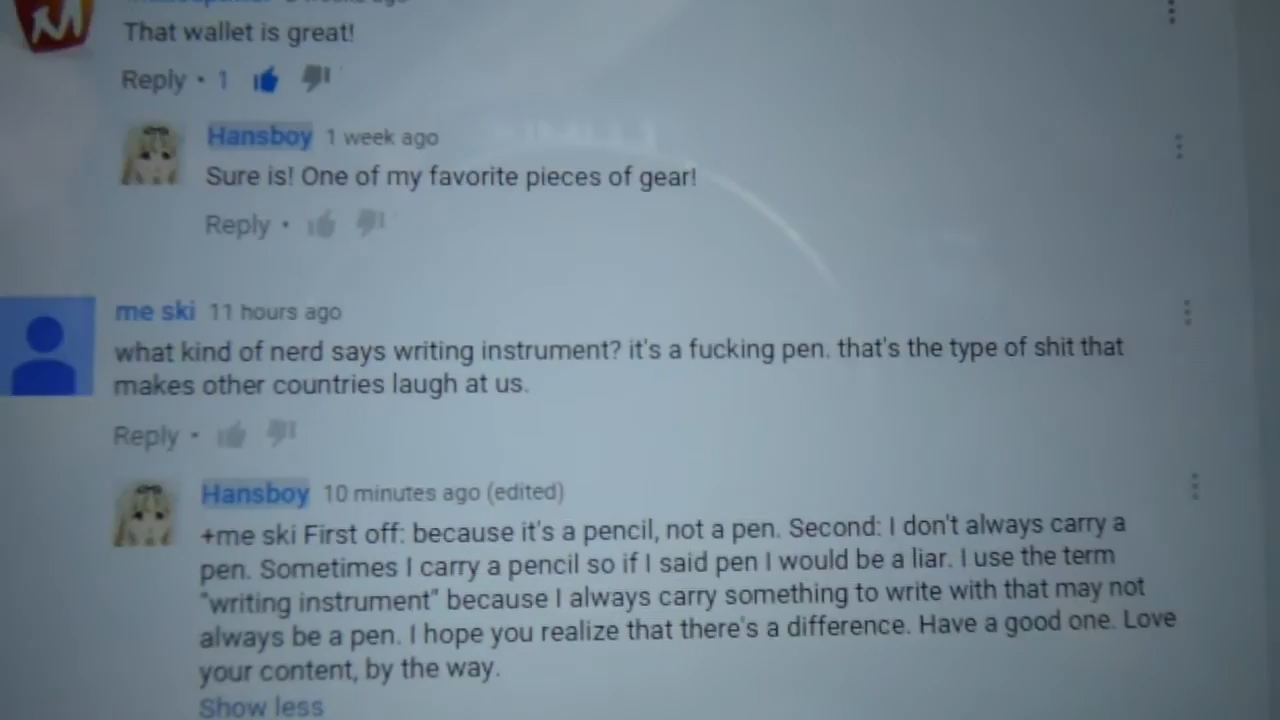 That wallet is great!
Reply • 1
Hansboy 1 week ago
Sure is! One of my favorite pieces of gear!
Reply •
me ski 11 hours ago
what kind of nerd says writing instrument? it's a fucking pen. that's the type of shit that
makes other countries laugh at us.
Reply •
Hansboy 10 minutes ago (edited)
+me ski First off: because it's a pencil, not a pen. Second: I don't always carry a
pen. Sometimes I carry a pencil so if I said pen I would be a liar. I use the term
"writing instrument" because I always carry something to write with that may not
always be a pen. I hope you realize that there's a difference. Have a good one. Love
your content, by the way.
Show less